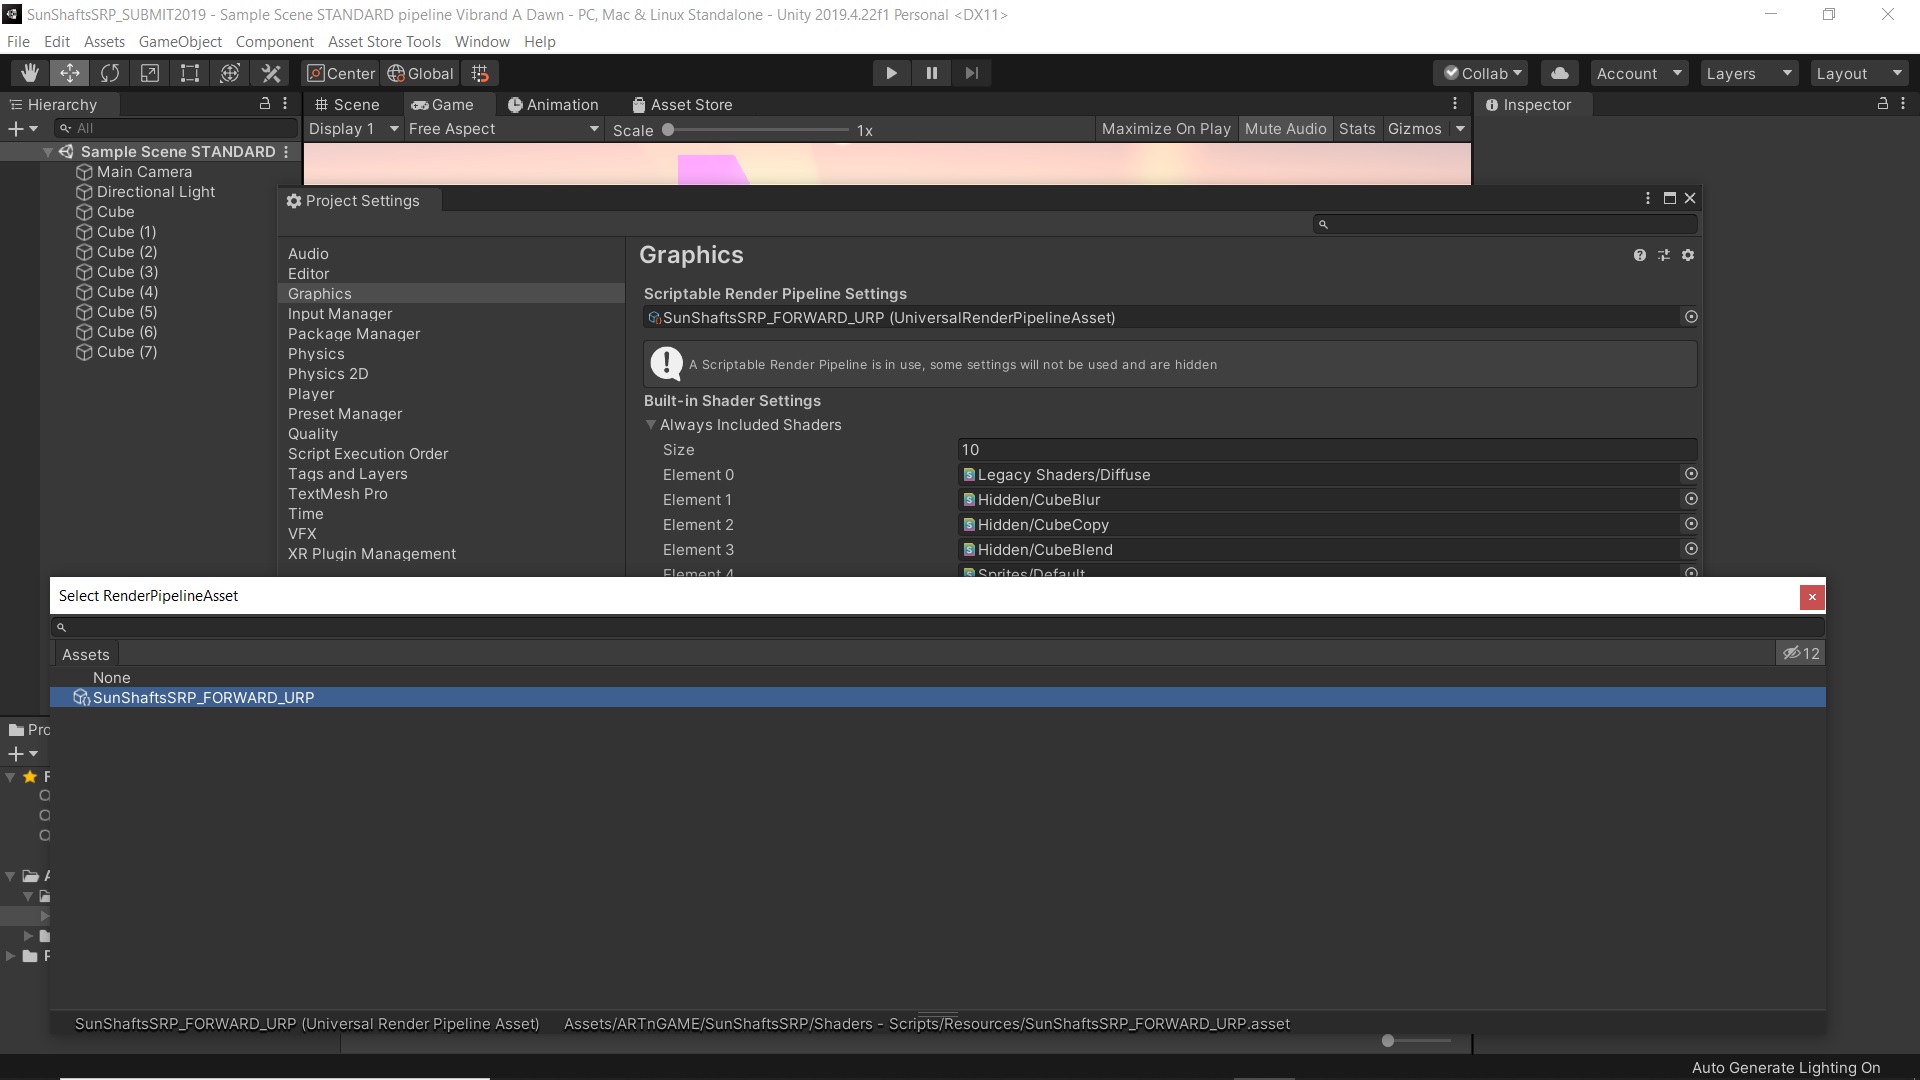 SunShaftsSRP_SUBMIT2019 - Sample Scene STANDARD pipeline Vibrand A Dawn - PC, Mac & Linux Standalone - Unity 2019.4.22f1 Personal <DX11>
File Edit Assets GameObject Component Asset Store Tools Window Help
Center Global Collab Account Layers Layout
Hierarchy Scene Game Animation Asset Store Inspector
All Display 1 Free Aspect Scale 1x Maximize On Play Mute Audio Stats Gizmos
Sample Scene STANDARD
Main Camera
Directional Light
Cube
Cube (1)
Cube (2)
Cube (3)
Cube (4)
Cube (5)
Cube (6)
Cube (7)
Project Settings
Audio
Editor
Graphics
Input Manager
Package Manager
Physics
Physics 2D
Player
Preset Manager
Quality
Script Execution Order
Tags and Layers
TextMesh Pro
Time
VFX
XR Plugin Management
Graphics
Scriptable Render Pipeline Settings
SunShaftsSRP_FORWARD_URP (UniversalRenderPipelineAsset)
A Scriptable Render Pipeline is in use, some settings will not be used and are hidden
Built-in Shader Settings
Always Included Shaders
Size 10
Element 0 Legacy Shaders/Diffuse
Element 1 Hidden/CubeBlur
Element 2 Hidden/CubeCopy
Element 3 Hidden/CubeBlend
Element 4 Sprites/Default
Select RenderPipelineAsset
Assets 12
None
SunShaftsSRP_FORWARD_URP
Pro
F
A
P
SunShaftsSRP_FORWARD_URP (Universal Render Pipeline Asset) Assets/ARTnGAME/SunShaftsSRP/Shaders - Scripts/Resources/SunShaftsSRP_FORWARD_URP.asset
Auto Generate Lighting On